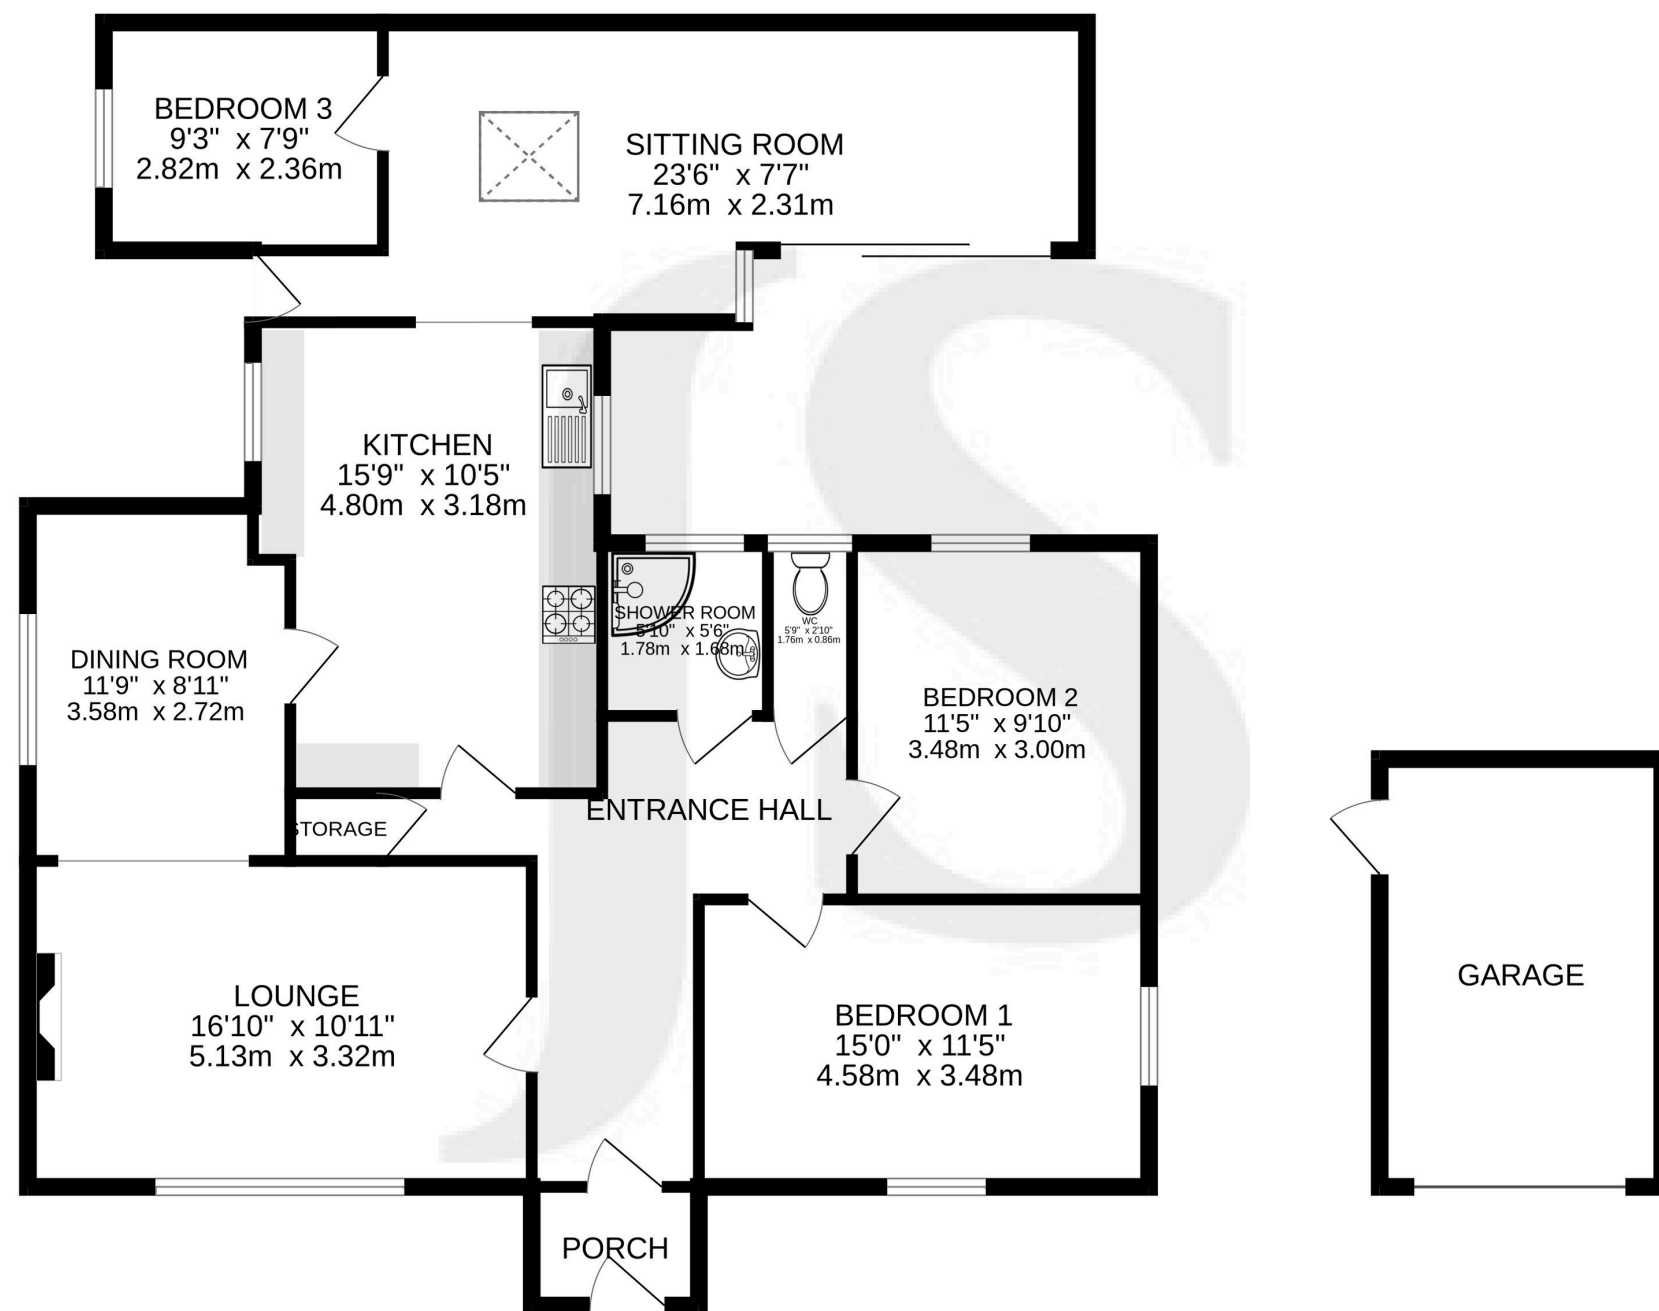 BEDROOM 3
9'3" x 7'9"
2.82m x 2.36m
SITTING ROOM
23'6" x 7'7"
7.16m x 2.31m
KITCHEN
15'9" x 10'5"
4.80m x 3.18m
SHOWER ROOM
5'10" x 5'6"
1.78m x 1.68m
WC
5'9" x 2'10"
1.76m x 0.86m
DINING ROOM
11'9" x 8'11"
3.58m x 2.72m
BEDROOM 2
11'5" x 9'10"
3.48m x 3.00m
ENTRANCE HALL
STORAGE
LOUNGE
16'10" x 10'11"
5.13m x 3.32m
BEDROOM 1
15'0" x 11'5"
4.58m x 3.48m
GARAGE
PORCH
JS